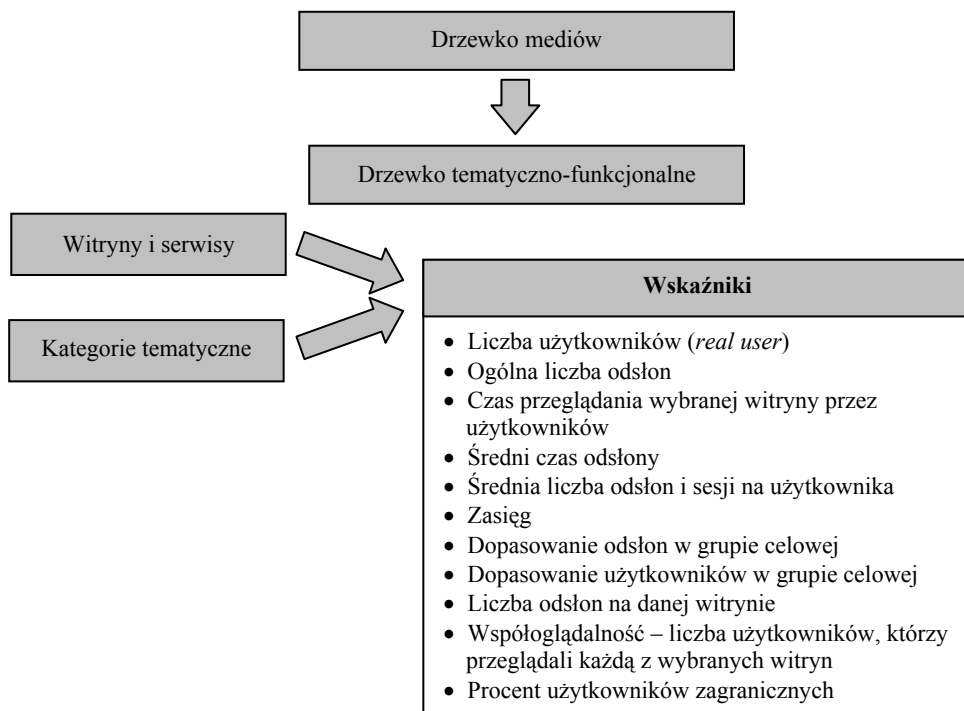 Drzewko mediów
Drzewko tematyczno-funkcjonalne
Witryny i serwisy
Kategorie tematyczne
Wskaźniki
• Liczba użytkowników (real user)
• Ogólna liczba odsłon
• Czas przeglądania wybranej witryny przez
użytkowników
• Średni czas odsłony
• Średnia liczba odsłon i sesji na użytkownika
• Zasięg
• Dopasowanie odsłon w grupie celowej
• Dopasowanie użytkowników w grupie celowej
• Liczba odsłon na danej witrynie
• Współoglądalność – liczba użytkowników, którzy
przeglądali każdą z wybranych witryn
• Procent użytkowników zagranicznych